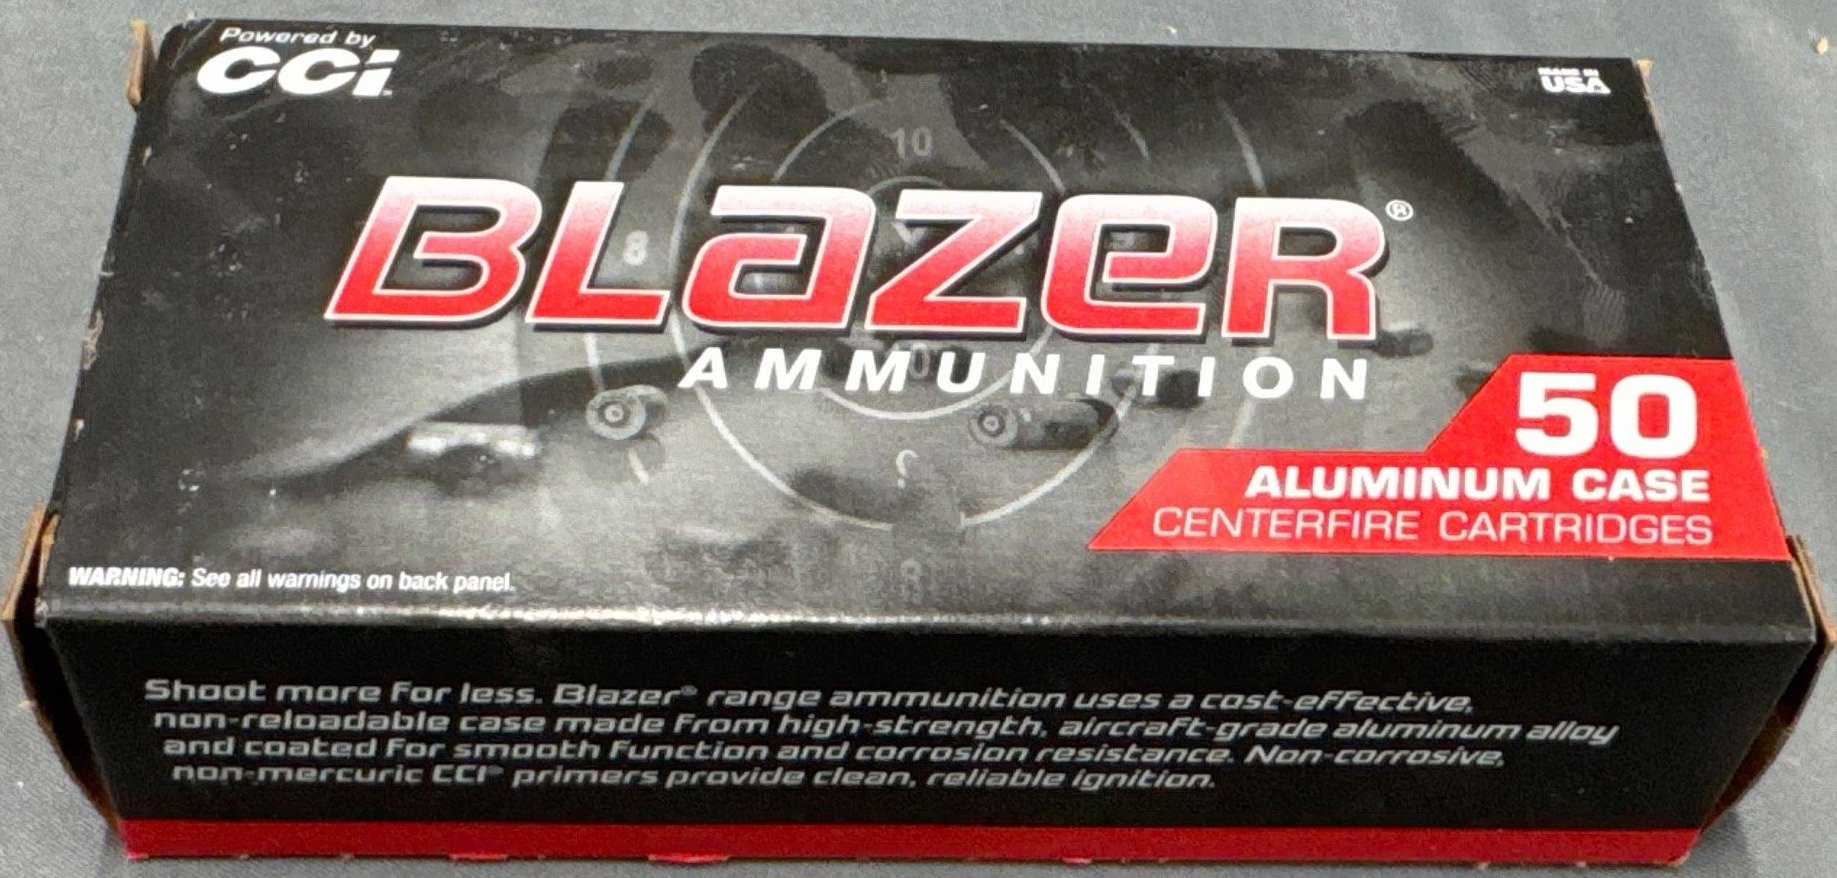 Powered by
CCi
MADE IN
USA
10
8
BLazeR®
AMMUNITION
50
ALUMINUM CASE
CENTERFIRE CARTRIDGES
8
WARNING: See all warnings on back panel.
Shoot more for less. Blazer® range ammunition uses a cost-effective,
non-reloadable case made from high-strength, aircraft-grade aluminum alloy
and coated for smooth function and corrosion resistance. Non-corrosive,
non-mercuric CCI® primers provide clean, reliable ignition.